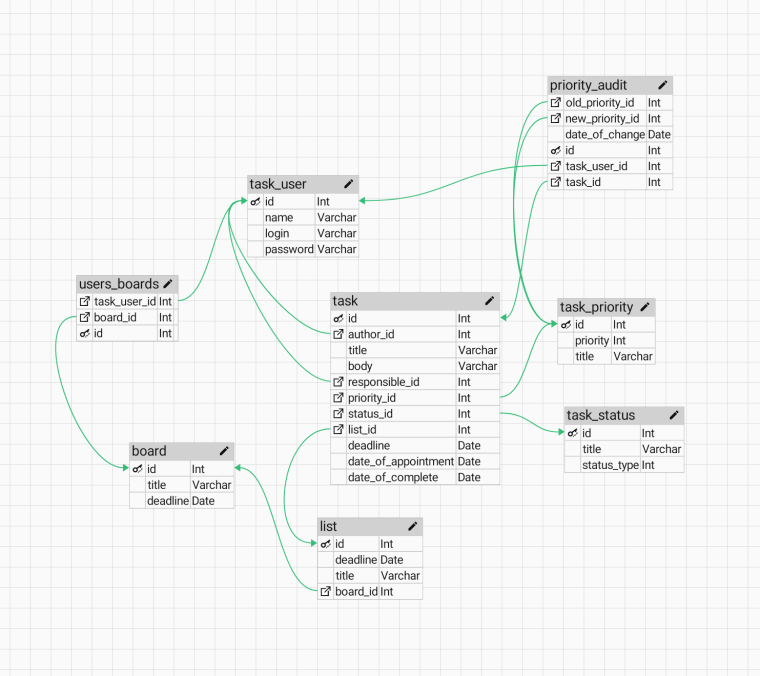 priority_audit
old_priority_id Int
new_priority_id Int
date_of_change Date
id Int
task_user_id Int
task_id Int
task_user
id Int
name Varchar
login Varchar
password Varchar
users_boards
task_user_id Int
board_id Int
id Int
task
id Int
author_id Int
title Varchar
body Varchar
responsible_id Int
priority_id Int
status_id Int
list_id Int
deadline Date
date_of_appointment Date
date_of_complete Date
task_priority
id Int
priority Int
title Varchar
task_status
id Int
title Varchar
status_type Int
board
id Int
title Varchar
deadline Date
list
id Int
deadline Date
title Varchar
board_id Int